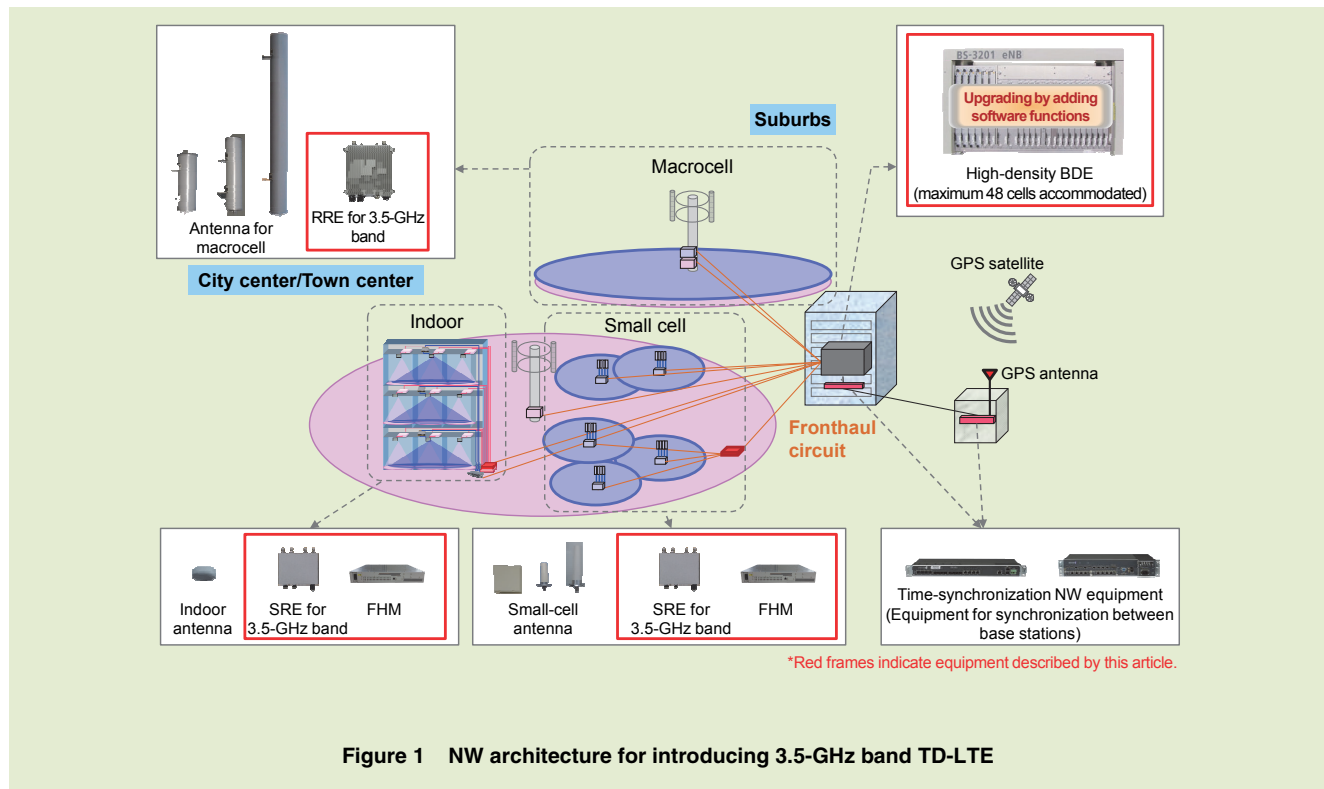 BS-3201 eNB
Upgrading by adding
software functions
High-density BDE
(maximum 48 cells accommodated)
Suburbs
Macrocell
Antenna for
macrocell
RRE for 3.5-GHz
band
City center/Town center
GPS satellite
Indoor
Small cell
GPS antenna
Fronthaul
circuit
Indoor
antenna
SRE for
3.5-GHz band
FHM
Small-cell
antenna
SRE for
3.5-GHz band
FHM
Time-synchronization NW equipment
(Equipment for synchronization between
base stations)
*Red frames indicate equipment described by this article.
Figure 1 NW architecture for introducing 3.5-GHz band TD-LTE